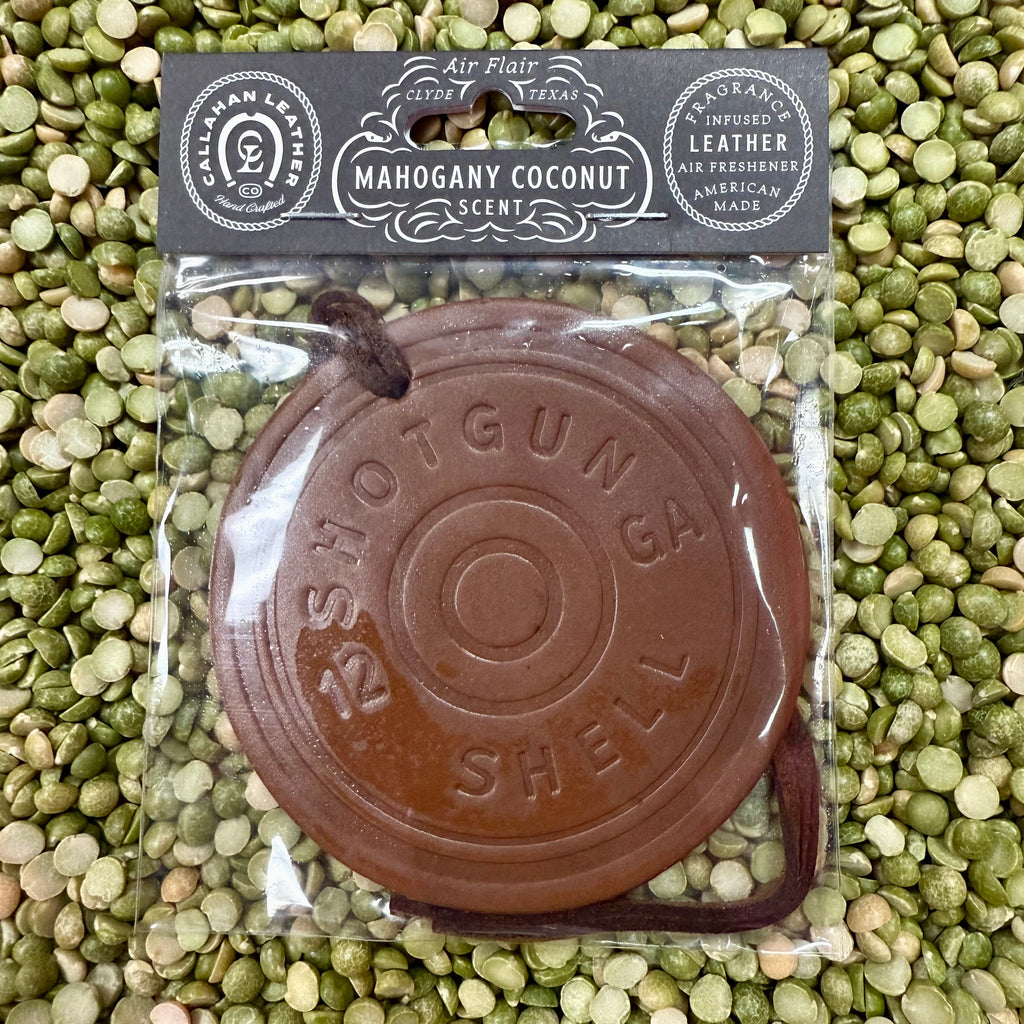 CALLAHAN LEATHER
CL
CO
Hand Crafted
Air Flair
CLYDE TEXAS
MAHOGANY COCONUT
SCENT
FRAGRANCE
INFUSED
LEATHER
AIR FRESHENER
AMERICAN
MADE
SHOTGUN
12 GA
SHELL